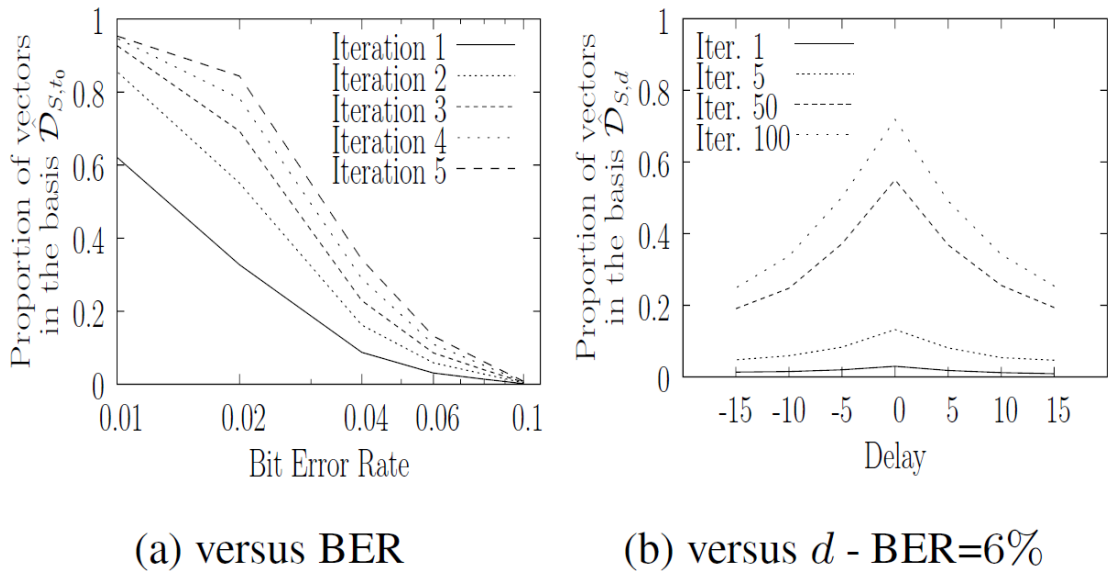 Proportion of vectors
in the basis 𝒟̂_{S,t₀}
1
0.8
0.6
0.4
0.2
0
Iteration 1
Iteration 2
Iteration 3
Iteration 4
Iteration 5
0.01 0.02 0.04 0.06 0.1
Bit Error Rate
(a) versus BER
Proportion of vectors
in the basis 𝒟̂_{S,d}
1
0.8
0.6
0.4
0.2
0
Iter. 1
Iter. 5
Iter. 50
Iter. 100
-15 -10 -5 0 5 10 15
Delay
(b) versus d - BER=6%